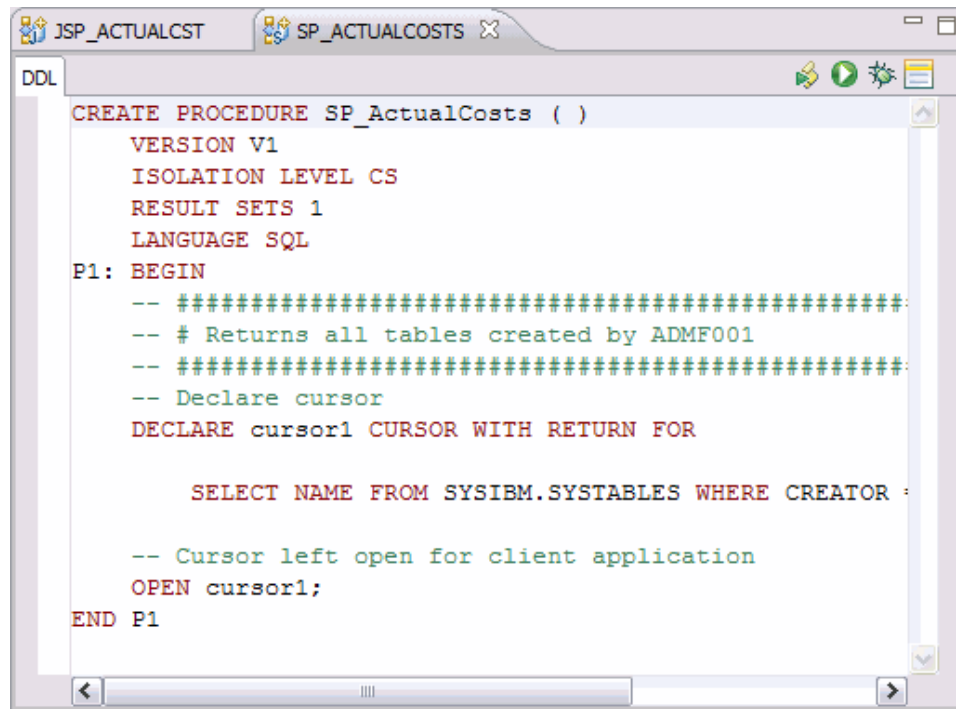 JSP_ACTUALCST SP_ACTUALCOSTS
DDL
CREATE PROCEDURE SP_ActualCosts ( )
VERSION V1
ISOLATION LEVEL CS
RESULT SETS 1
LANGUAGE SQL
P1: BEGIN
-- #################################################
-- # Returns all tables created by ADMF001
-- #################################################
-- Declare cursor
DECLARE cursor1 CURSOR WITH RETURN FOR
SELECT NAME FROM SYSIBM.SYSTABLES WHERE CREATOR =
-- Cursor left open for client application
OPEN cursor1;
END P1